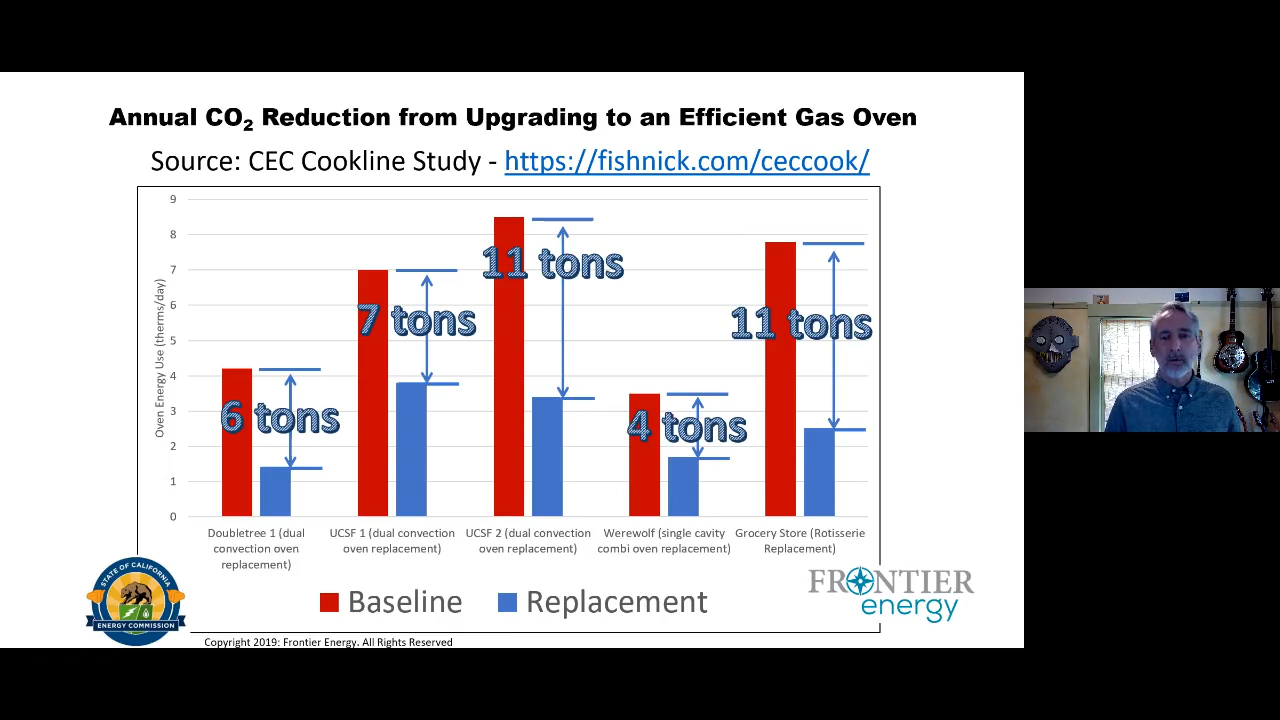 Annual CO2 Reduction from Upgrading to an Efficient Gas Oven
Source: CEC Cookline Study - https://fishnick.com/ceccook/
Oven Energy Use (therms/day)
9
8
7
6
5
4
3
2
1
0
6 tons
7 tons
11 tons
4 tons
11 tons
Doubletree 1 (dual
convection oven
replacement)
UCSF 1 (dual convection
oven replacement)
UCSF 2 (dual convection
oven replacement)
Werewolf (single cavity
combi oven replacement)
Grocery Store (Rotisserie
Replacement)
Baseline
Replacement
STATE OF CALIFORNIA
ENERGY COMMISSION
FRONTIER
energy
Copyright 2019: Frontier Energy. All Rights Reserved